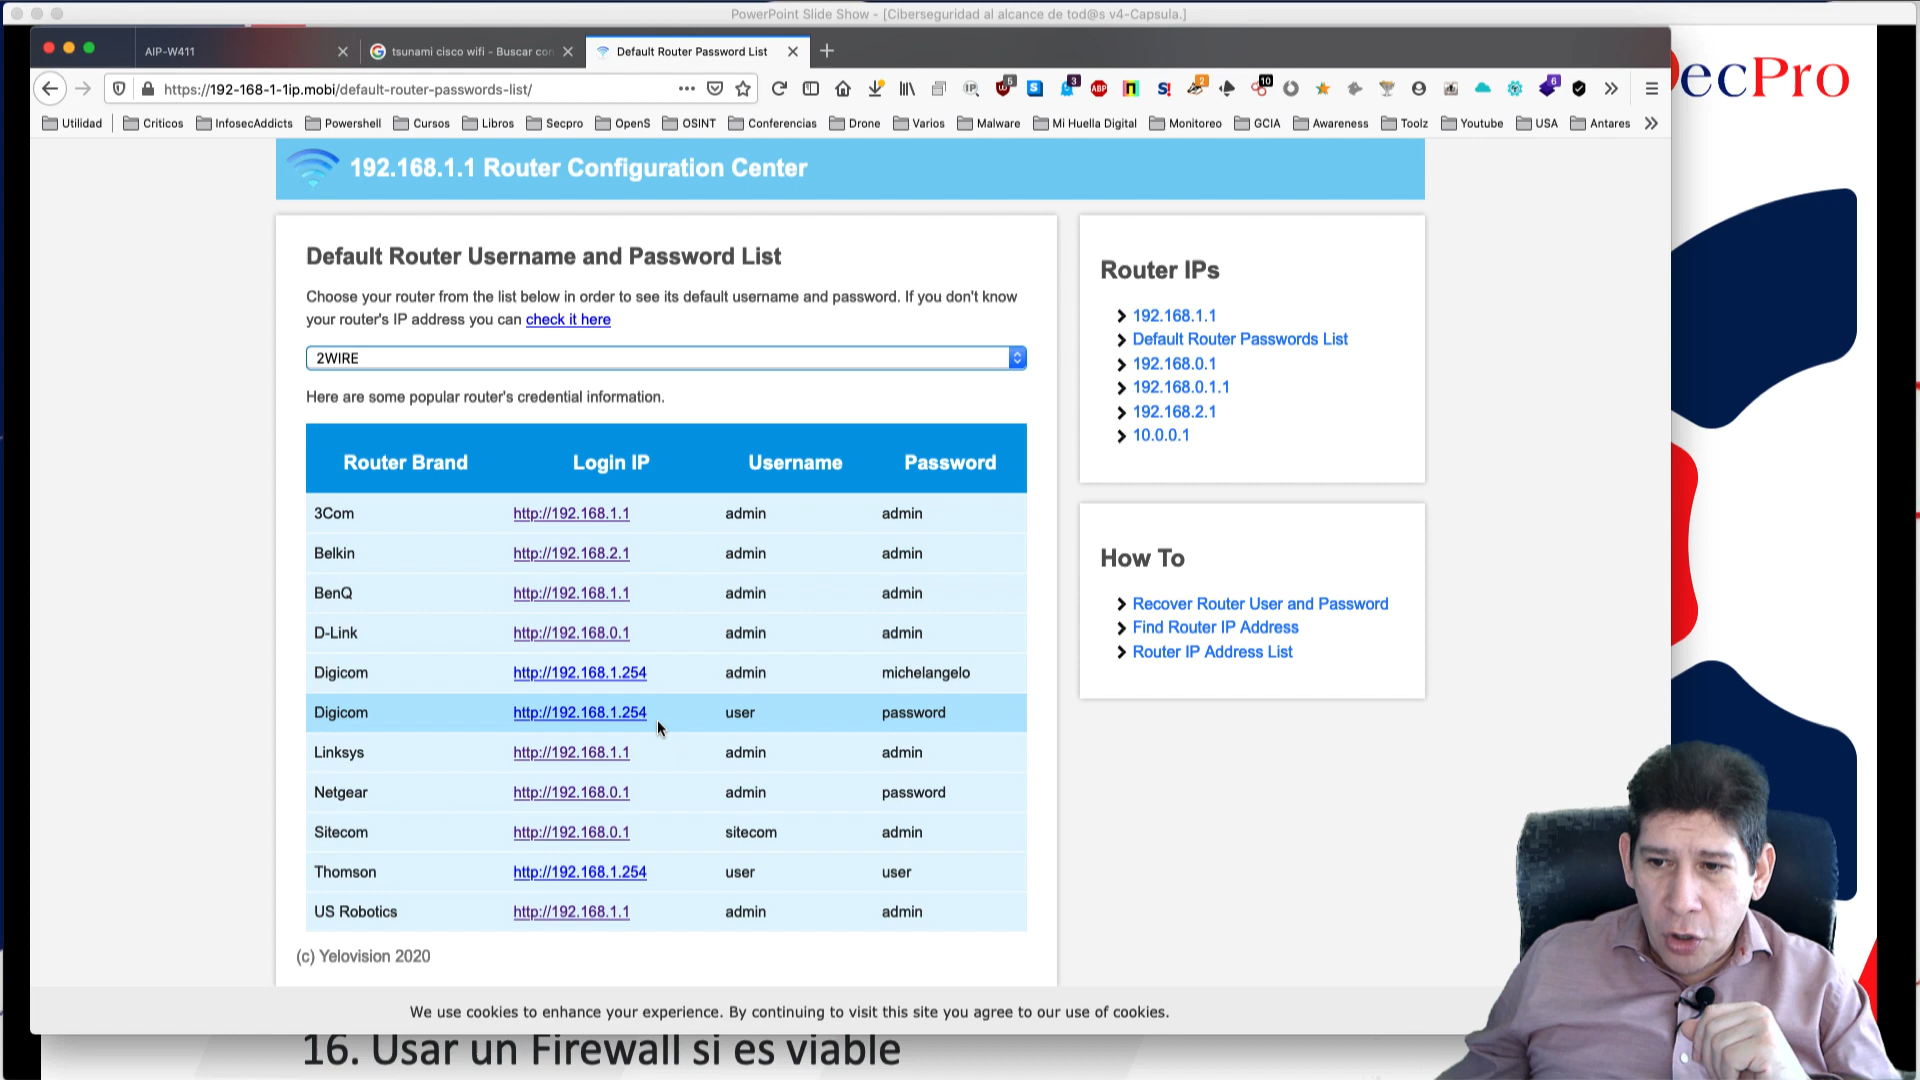 PowerPoint Slide Show - [Ciberseguridad al alcance de tod@s v4-Capsula.]
AIP-W411
tsunami cisco wifi - Buscar con
Default Router Password List
https://192-168-1-1ip.mobi/default-router-passwords-list/
5
3
ABP
2
10
6
ecPro
Utilidad
Criticos
InfosecAddicts
Powershell
Cursos
Libros
Secpro
OpenS
OSINT
Conferencias
Drone
Varios
Malware
Mi Huella Digital
Monitoreo
GCIA
Awareness
Toolz
Youtube
USA
Antares
192.168.1.1 Router Configuration Center
Default Router Username and Password List
Choose your router from the list below in order to see its default username and password. If you don't know
your router's IP address you can check it here
2WIRE
Here are some popular router's credential information.
Router Brand Login IP Username Password
3Com http://192.168.1.1 admin admin
Belkin http://192.168.2.1 admin admin
BenQ http://192.168.1.1 admin admin
D-Link http://192.168.0.1 admin admin
Digicom http://192.168.1.254 admin michelangelo
Digicom http://192.168.1.254 user password
Linksys http://192.168.1.1 admin admin
Netgear http://192.168.0.1 admin password
Sitecom http://192.168.0.1 sitecom admin
Thomson http://192.168.1.254 user user
US Robotics http://192.168.1.1 admin admin
(c) Yelovision 2020
Router IPs
192.168.1.1
Default Router Passwords List
192.168.0.1
192.168.0.1.1
192.168.2.1
10.0.0.1
How To
Recover Router User and Password
Find Router IP Address
Router IP Address List
We use cookies to enhance your experience. By continuing to visit this site you agree to our use of cookies.
16. Usar un Firewall si es viable